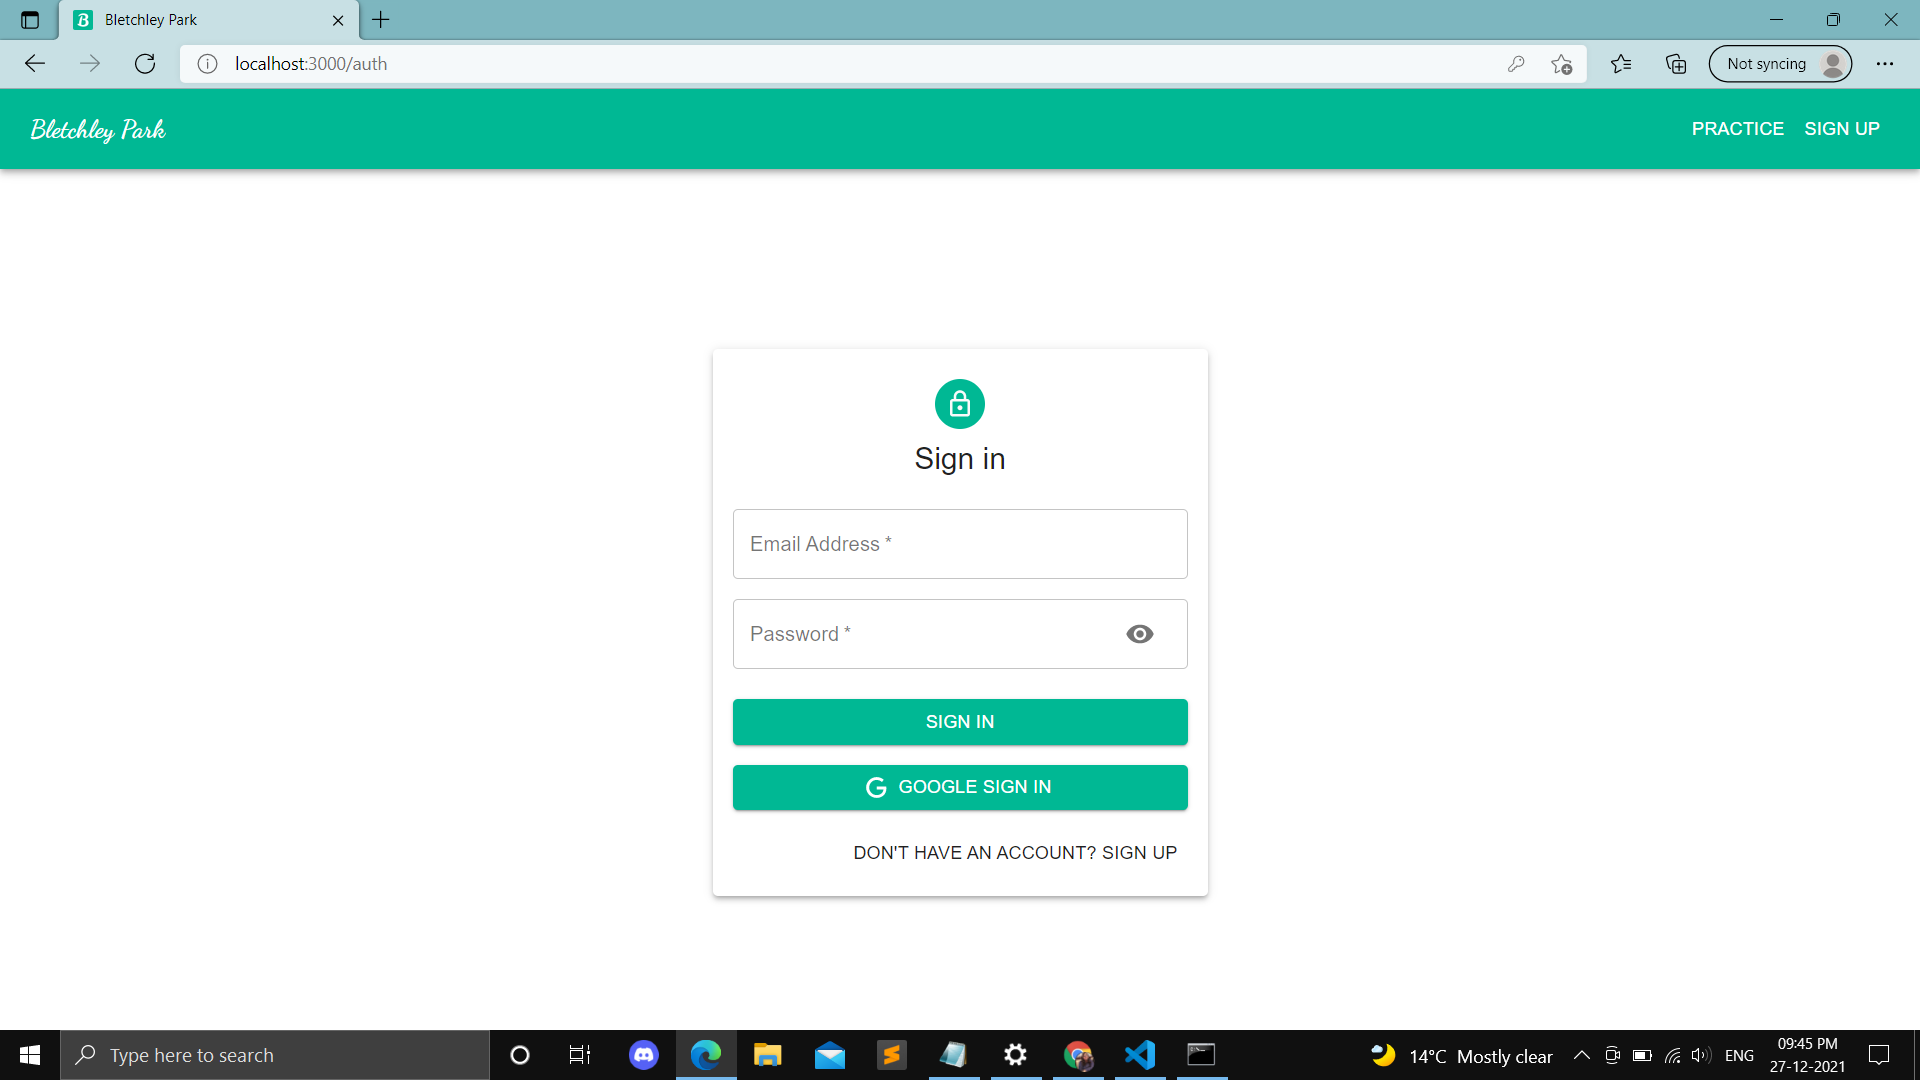 Bletchley Park
localhost:3000/auth
Not syncing
Bletchley Park
PRACTICE
SIGN UP
Sign in
Email Address *
Password *
SIGN IN
G GOOGLE SIGN IN
DON'T HAVE AN ACCOUNT? SIGN UP
Type here to search
14°C Mostly clear
ENG
09:45 PM
27-12-2021